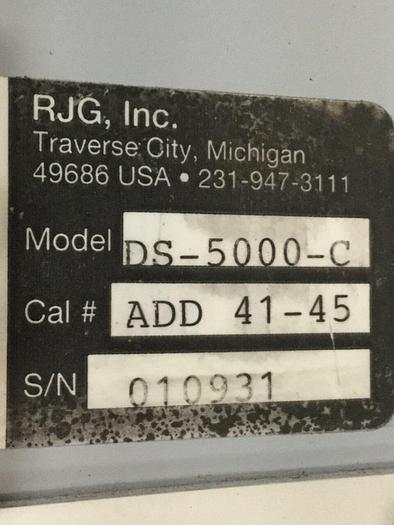 RJG, Inc.
Traverse City, Michigan
49686 USA • 231-947-3111
Model DS-5000-C
Cal # ADD 41-45
S/N 010931